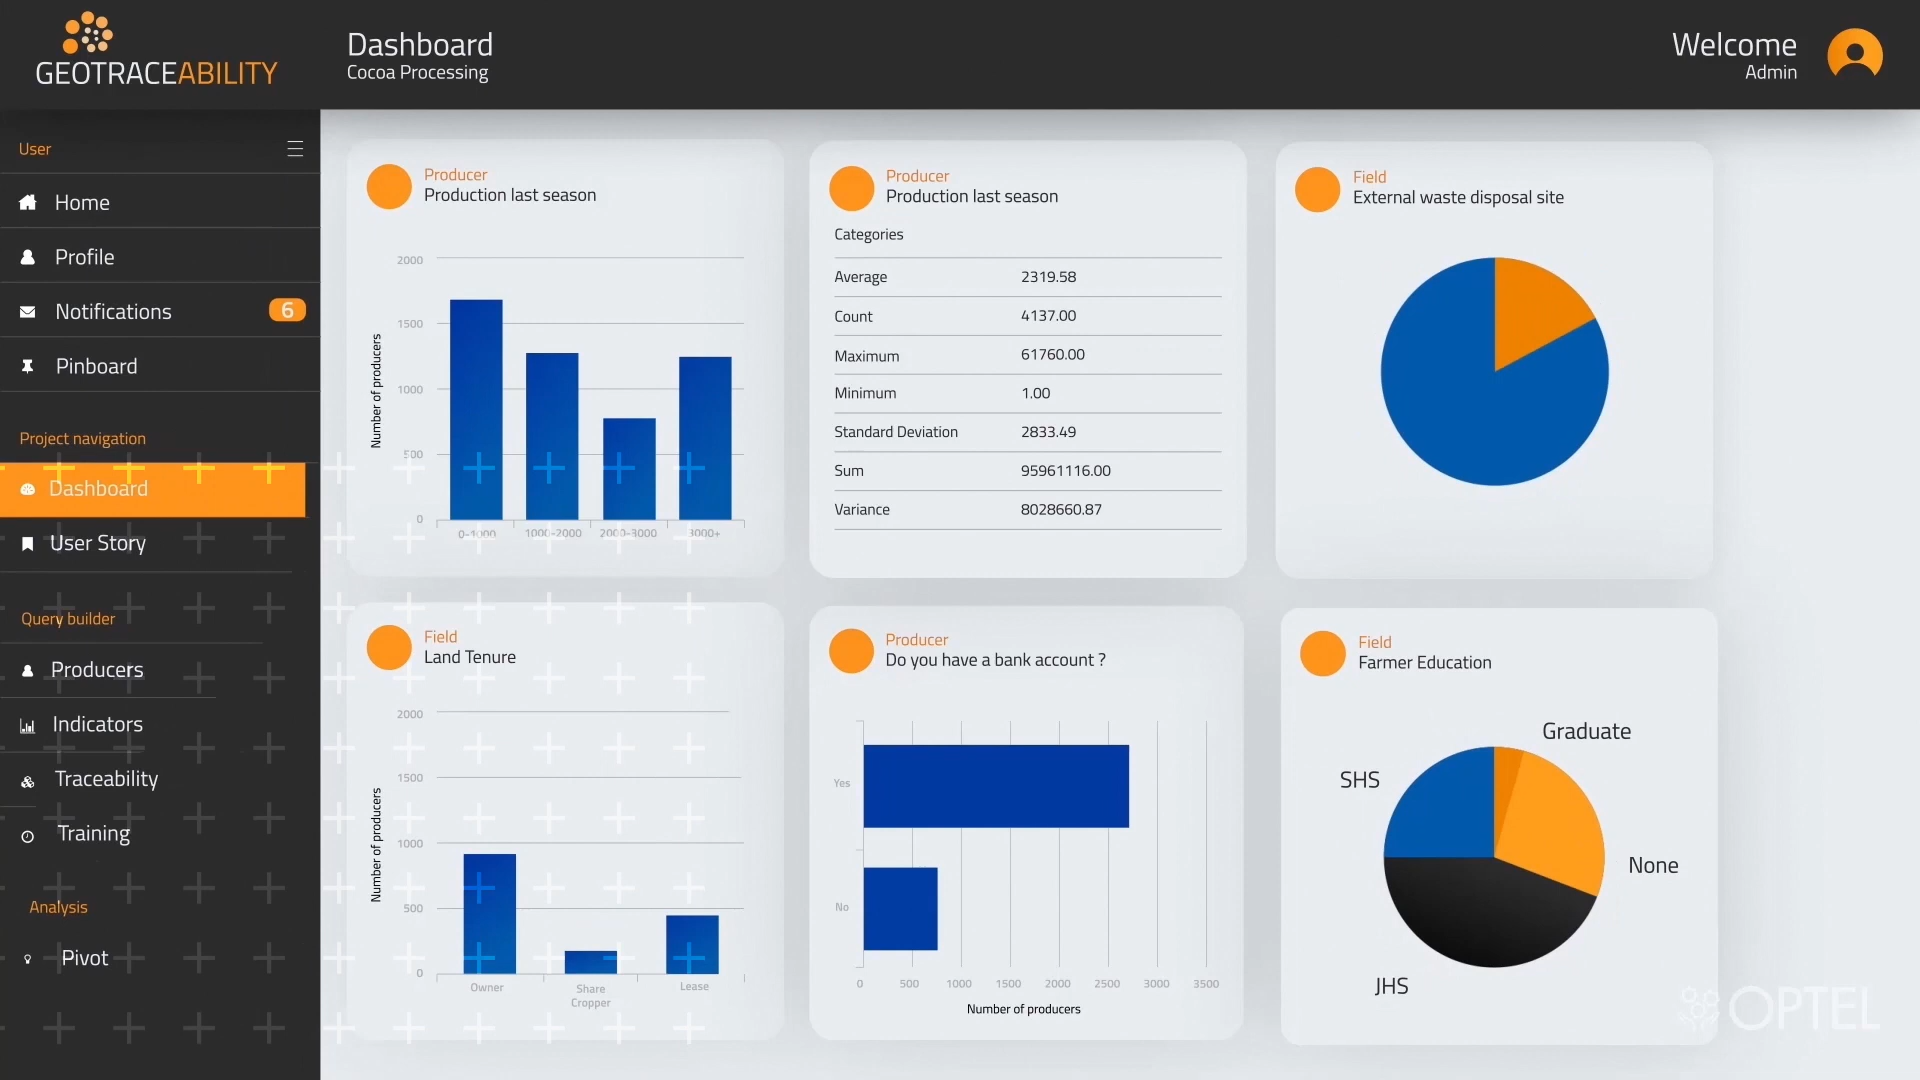 GEOTRACEABILITY
Dashboard
Cocoa Processing
Welcome
Admin
User
Home
Profile
Notifications 6
Pinboard
Project navigation
Dashboard
User Story
Query builder
Producers
Indicators
Traceability
Training
Analysis
Pivot
Producer
Production last season
2000
1500
1000
500
0
Number of producers
0-1000 1000-2000 2000-3000 3000+
Producer
Production last season
Categories
Average 2319.58
Count 4137.00
Maximum 61760.00
Minimum 1.00
Standard Deviation 2833.49
Sum 95961116.00
Variance 8028660.87
Field
External waste disposal site
Field
Land Tenure
2000
1500
1000
500
0
Number of producers
Owner Share Lease
Cropper
Producer
Do you have a bank account ?
Yes
No
0 500 1000 1500 2000 2500 3000 3500
Number of producers
Field
Farmer Education
Graduate
SHS
None
JHS
OPTEL